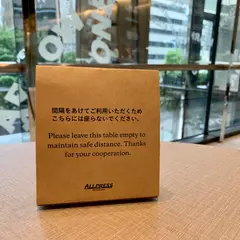 間隔をあけてご利用いただくため
こちらには座らないでください。
Please leave this table empty to
maintain safe distance. Thanks
for your cooperation.
ALLPRESS